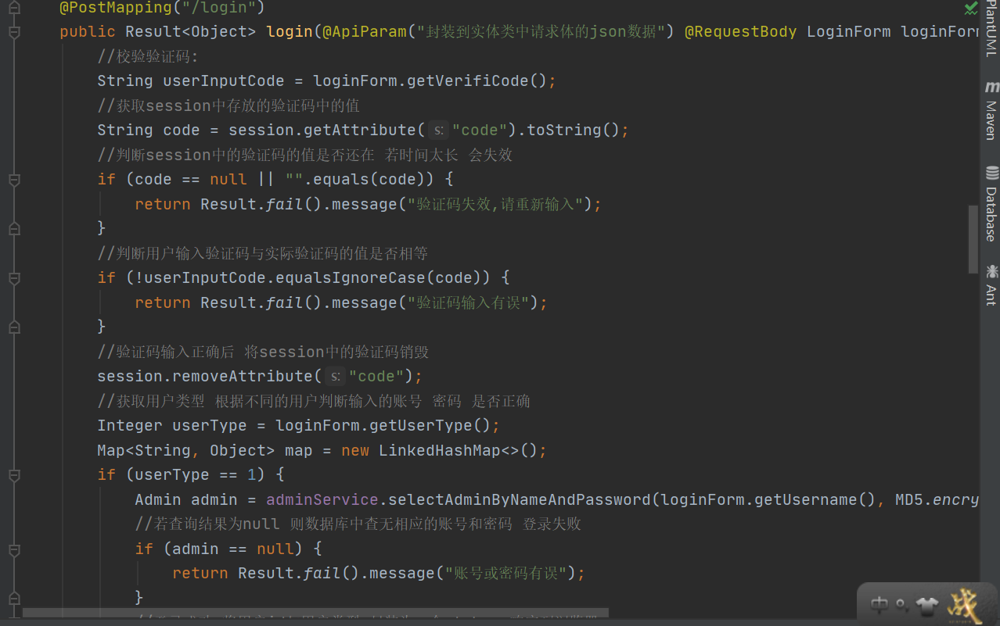 @PostMapping("/login")
public Result<Object> login(@ApiParam("封装到实体类中请求体的json数据") @RequestBody LoginForm loginForm
//校验验证码:
String userInputCode = loginForm.getVerifiCode();
//获取session中存放的验证码中的值
String code = session.getAttribute( s: "code").toString();
//判断session中的验证码的值是否还在 若时间太长 会失效
if (code == null || "".equals(code)) {
return Result.fail().message("验证码失效,请重新输入");
}
//判断用户输入验证码与实际验证码的值是否相等
if (!userInputCode.equalsIgnoreCase(code)) {
return Result.fail().message("验证码输入有误");
}
//验证码输入正确后 将session中的验证码销毁
session.removeAttribute( s: "code");
//获取用户类型 根据不同的用户判断输入的账号 密码 是否正确
Integer userType = loginForm.getUserType();
Map<String, Object> map = new LinkedHashMap<>();
if (userType == 1) {
Admin admin = adminService.selectAdminByNameAndPassword(loginForm.getUsername(), MD5.encry
//若查询结果为null 则数据库中查无相应的账号和密码 登录失败
if (admin == null) {
return Result.fail().message("账号或密码有误");
}
PlantUML
m Maven
Database
Ant
中
战